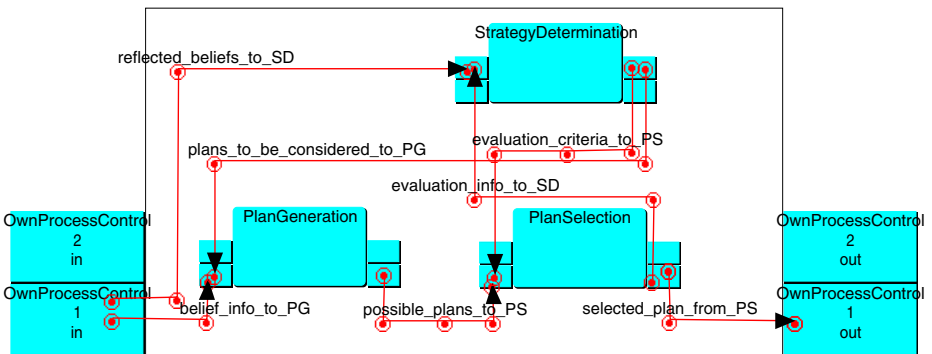 StrategyDetermination
reflected_beliefs_to_SD
evaluation_criteria_to_PS
plans_to_be_considered_to_PG
evaluation_info_to_SD
OwnProcessControl
2
in
PlanGeneration
PlanSelection
OwnProcessControl
2
out
OwnProcessControl
1
in
belief_info_to_PG
possible_plans_to_PS
selected_plan_from_PS
OwnProcessControl
1
out